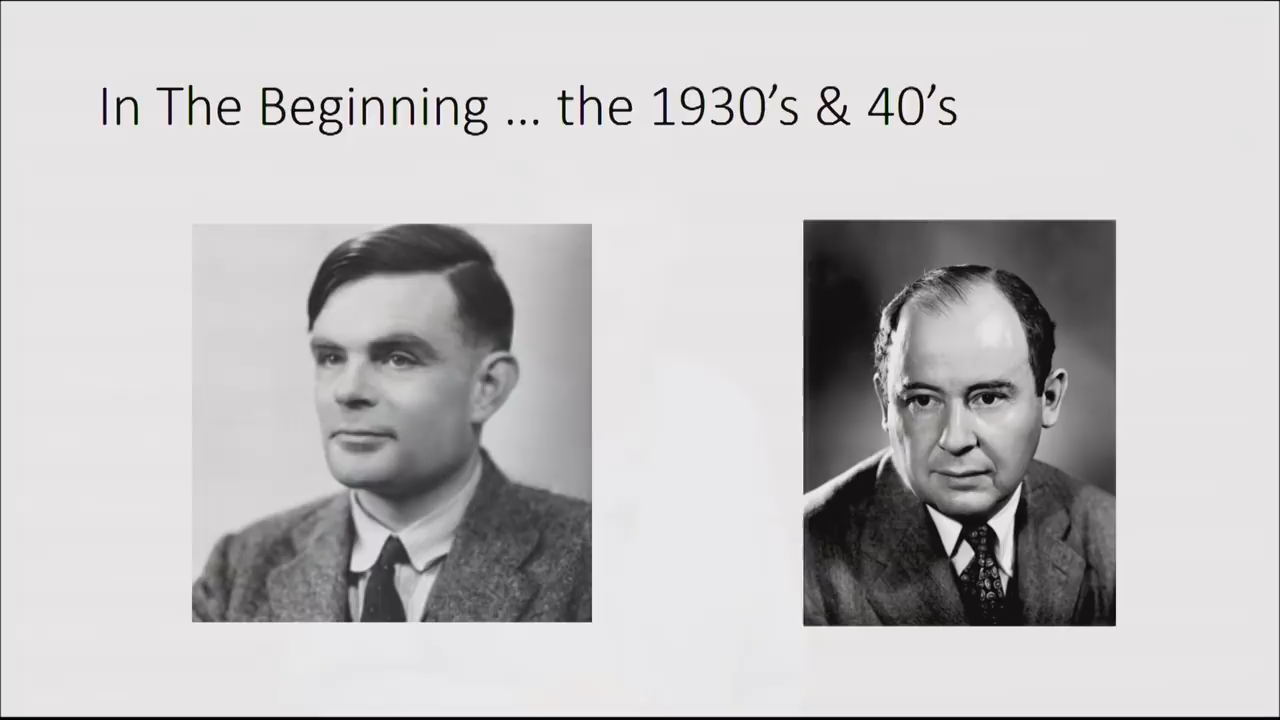 In The Beginning ... the 1930’s & 40’s